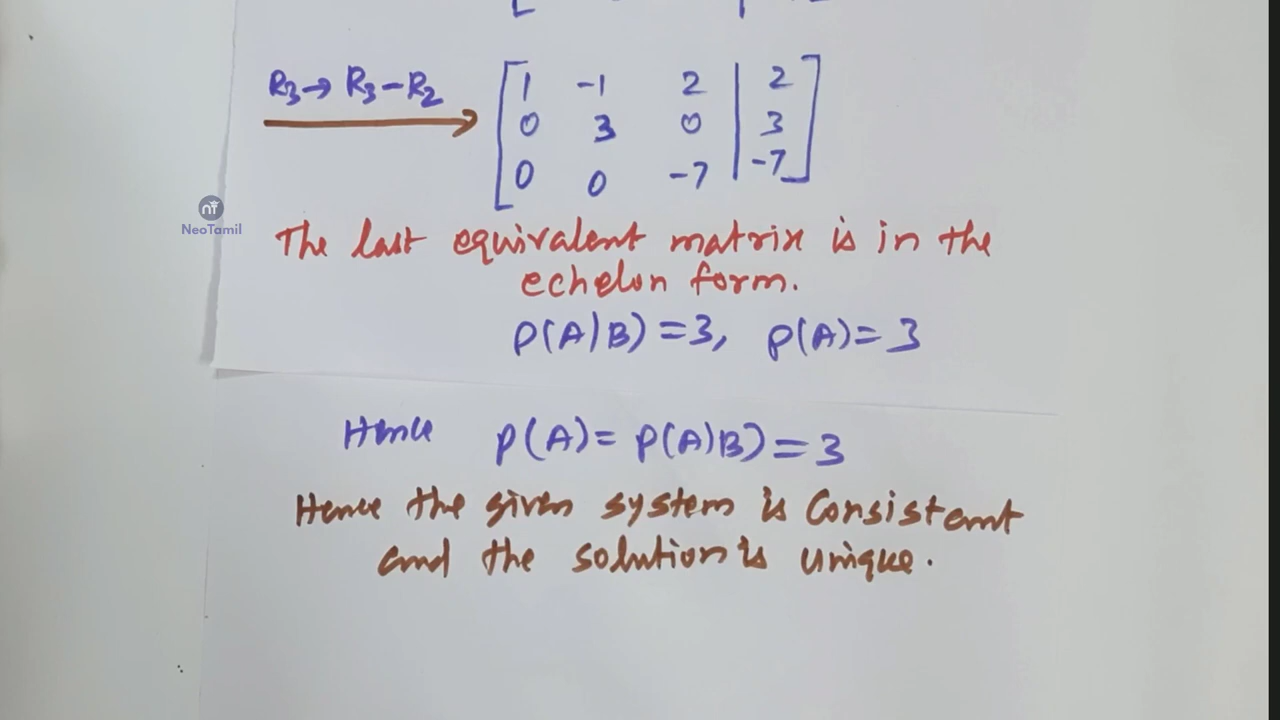 R3→ R3-R2
1 -1 2 | 2
0 3 0 | 3
0 0 -7 | -7
NeoTamil
The last equivalent matrix is in the
echelon form.
ρ(A|B) = 3, ρ(A) = 3
Hence ρ(A) = ρ(A|B) = 3
Hence the given system is Consistant
and the solution is unique.